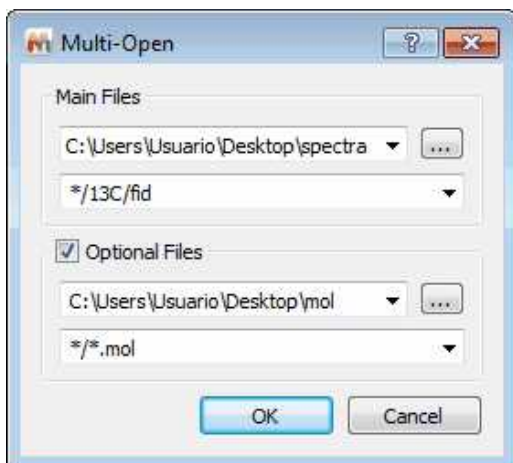 Multi-Open
Main Files
C:\Users\Usuario\Desktop\spectra
...
*/13C/fid
Optional Files
C:\Users\Usuario\Desktop\mol
...
*/*.mol
OK
Cancel